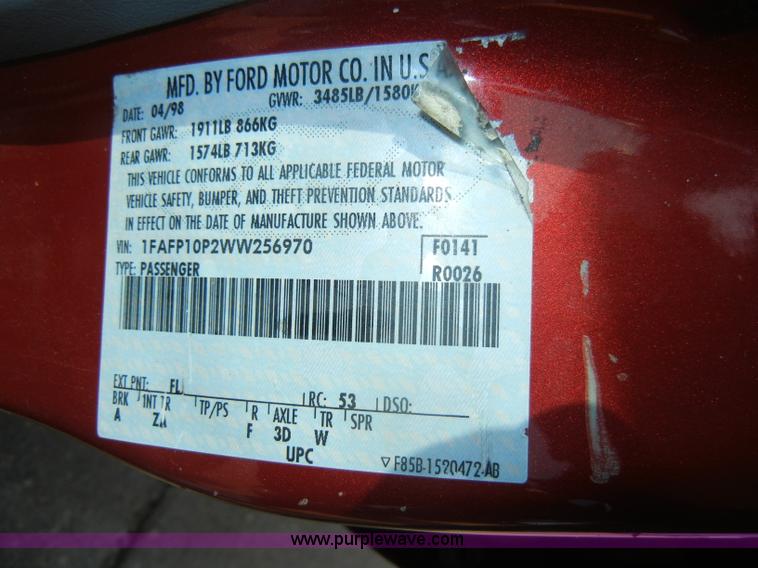 MFD. BY FORD MOTOR CO. IN U.S.A.
DATE: 04/98 GVWR: 3485LB/1580K
FRONT GAWR: 1911LB 866KG
REAR GAWR: 1574LB 713KG
THIS VEHICLE CONFORMS TO ALL APPLICABLE FEDERAL MOTOR
VEHICLE SAFETY, BUMPER, AND THEFT PREVENTION STANDARDS
IN EFFECT ON THE DATE OF MANUFACTURE SHOWN ABOVE.
VIN: 1FAFP10P2WW256970 F0141
TYPE: PASSENGER R0026
EXT PNT: FL RC: 53 DSO:
BRK INT TR TP/PS R AXLE TR SPR
A F 3D W
UPC ▽F85B-1520472-AB
www.purplewave.com